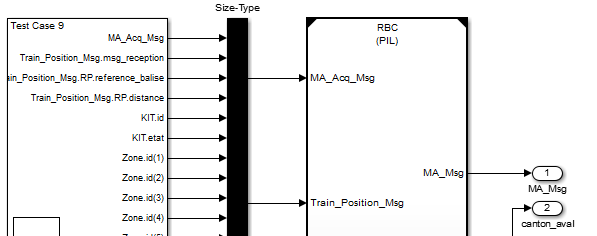 Size-Type
Test Case 9
RBC
(PIL)
MA_Acq_Msg
Train_Position_Msg.msg_reception
ain_Position_Msg.RP.reference_balise
MA_Acq_Msg
Train_Position_Msg.RP.distance
KIT.id
KIT.etat
Zone.id(1)
Zone.id(2)
MA_Msg
1
MA_Msg
Zone.id(3)
Train_Position_Msg
2
Zone.id(4)
canton_aval